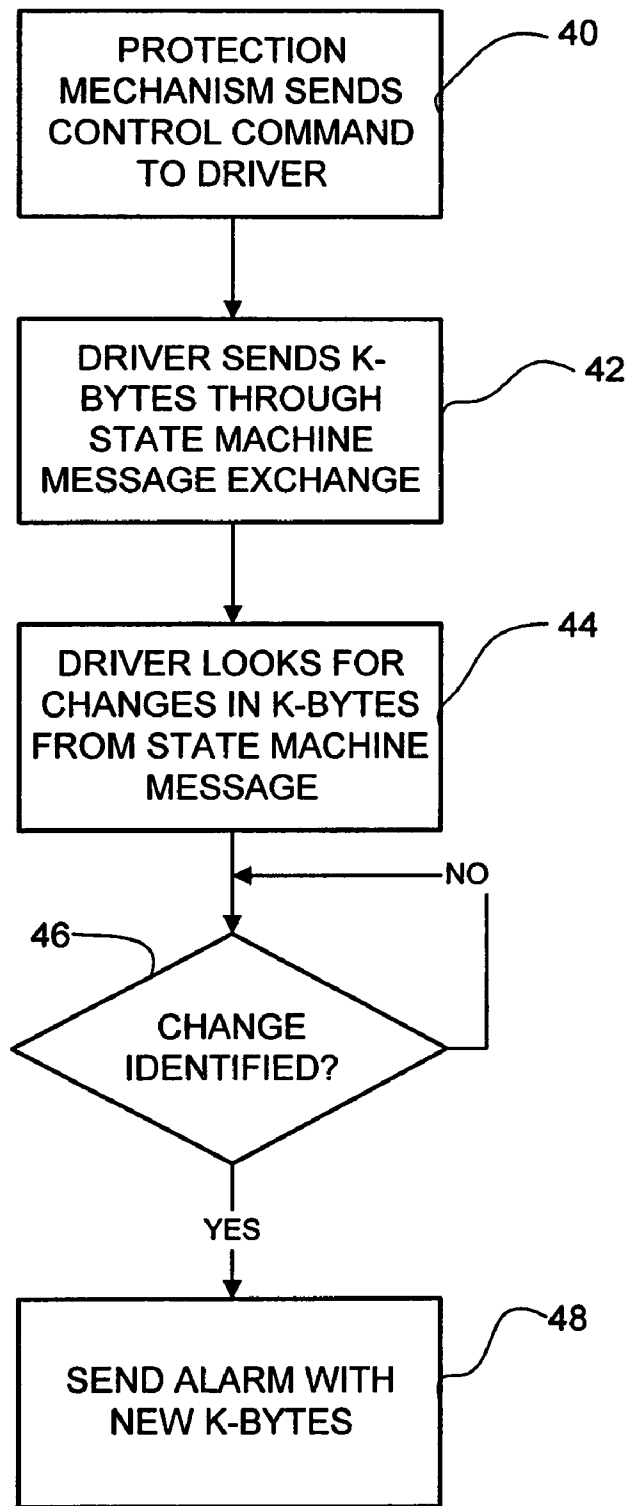 PROTECTION
MECHANISM SENDS
CONTROL COMMAND
TO DRIVER
40
DRIVER SENDS K-
BYTES THROUGH
STATE MACHINE
MESSAGE EXCHANGE
42
DRIVER LOOKS FOR
CHANGES IN K-BYTES
FROM STATE MACHINE
MESSAGE
44
NO
46
CHANGE
IDENTIFIED?
YES
SEND ALARM WITH
NEW K-BYTES
48